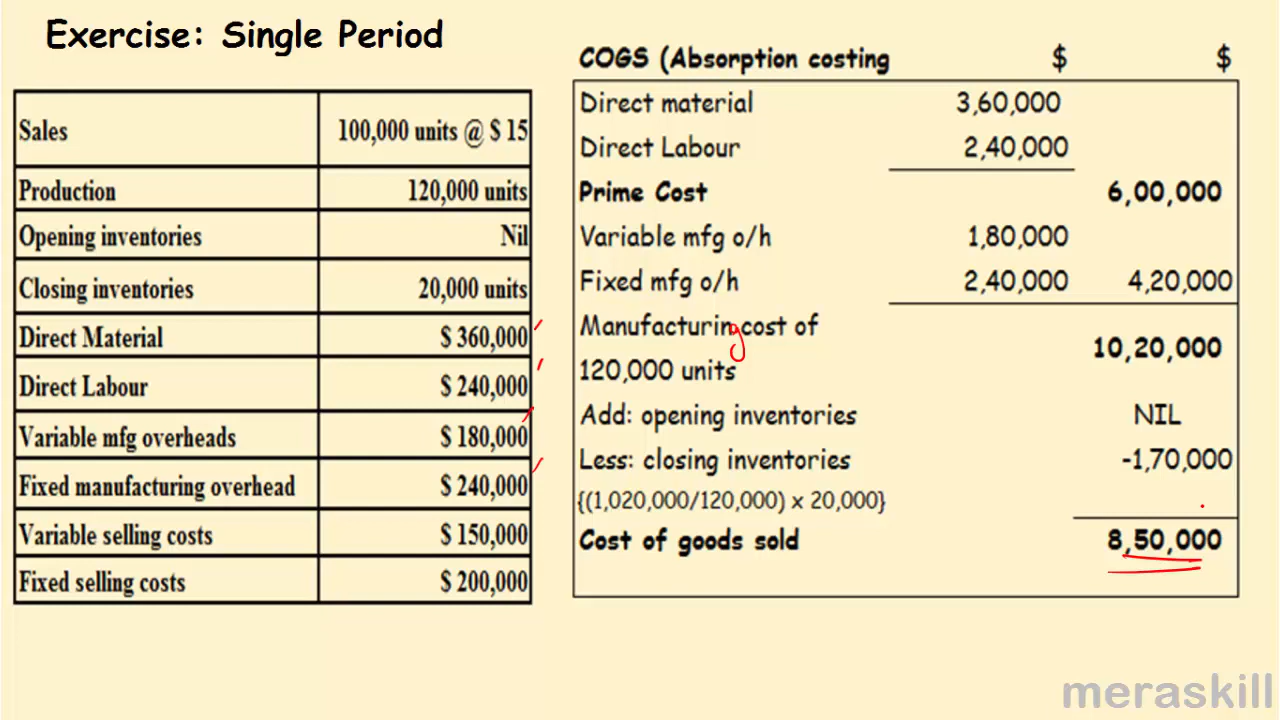 Exercise: Single Period
Sales 100,000 units @ $ 15
Production 120,000 units
Opening inventories Nil
Closing inventories 20,000 units
Direct Material $ 360,000
Direct Labour $ 240,000
Variable mfg overheads $ 180,000
Fixed manufacturing overhead $ 240,000
Variable selling costs $ 150,000
Fixed selling costs $ 200,000
COGS (Absorption costing $ $
Direct material 3,60,000
Direct Labour 2,40,000
Prime Cost 6,00,000
Variable mfg o/h 1,80,000
Fixed mfg o/h 2,40,000 4,20,000
Manufacturing cost of
120,000 units 10,20,000
Add: opening inventories NIL
Less: closing inventories -1,70,000
{(1,020,000/120,000) x 20,000}
Cost of goods sold 8,50,000
meraskill